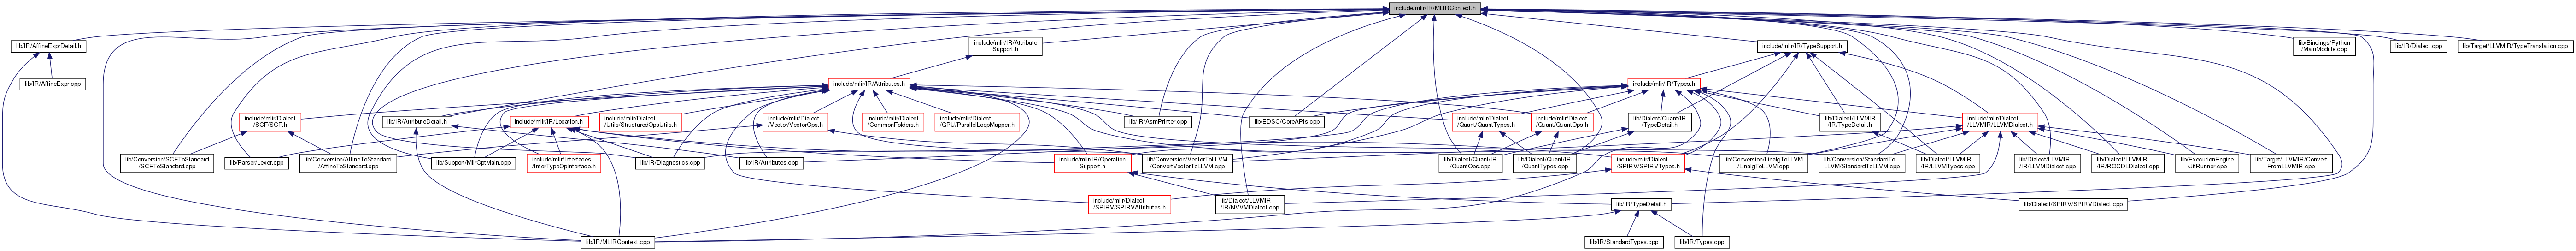 include/mlir/IR/MLIRContext.h
lib/IR/AffineExprDetail.h
include/mlir/IR/Attribute
Support.h
include/mlir/IR/TypeSupport.h
lib/Bindings/Python
/MainModule.cpp
lib/IR/Dialect.cpp
lib/Target/LLVMIR/TypeTranslation.cpp
lib/IR/AffineExpr.cpp
include/mlir/IR/Attributes.h
include/mlir/IR/Types.h
include/mlir/Dialect
/SCF/SCF.h
lib/IR/AttributeDetail.h
include/mlir/IR/Location.h
include/mlir/Dialect
/Utils/StructuredOpsUtils.h
include/mlir/Dialect
/Vector/VectorOps.h
include/mlir/Dialect
/CommonFolders.h
include/mlir/Dialect
/GPU/ParallelLoopMapper.h
lib/IR/AsmPrinter.cpp
lib/EDSC/CoreAPIs.cpp
include/mlir/Dialect
/Quant/QuantTypes.h
include/mlir/Dialect
/Quant/QuantOps.h
lib/Dialect/Quant/IR
/TypeDetail.h
lib/Dialect/LLVMIR
/IR/TypeDetail.h
include/mlir/Dialect
/LLVMIR/LLVMDialect.h
lib/Conversion/SCFToStandard
/SCFToStandard.cpp
lib/Parser/Lexer.cpp
lib/Conversion/AffineToStandard
/AffineToStandard.cpp
lib/Support/MlirOptMain.cpp
include/mlir/Interfaces
/InferTypeOpInterface.h
lib/IR/Diagnostics.cpp
lib/IR/Attributes.cpp
include/mlir/IR/Operation
Support.h
lib/Conversion/VectorToLLVM
/ConvertVectorToLLVM.cpp
lib/Dialect/Quant/IR
/QuantOps.cpp
lib/Dialect/Quant/IR
/QuantTypes.cpp
include/mlir/Dialect
/SPIRV/SPIRVTypes.h
lib/Conversion/LinalgToLLVM
/LinalgToLLVM.cpp
lib/Conversion/StandardTo
LLVM/StandardToLLVM.cpp
lib/Dialect/LLVMIR
/IR/LLVMTypes.cpp
lib/Dialect/LLVMIR
/IR/LLVMDialect.cpp
lib/Dialect/LLVMIR
/IR/ROCDLDialect.cpp
lib/ExecutionEngine
/JitRunner.cpp
lib/Target/LLVMIR/Convert
FromLLVMIR.cpp
include/mlir/Dialect
/SPIRV/SPIRVAttributes.h
lib/Dialect/LLVMIR
/IR/NVVMDialect.cpp
lib/IR/TypeDetail.h
lib/Dialect/SPIRV/SPIRVDialect.cpp
lib/IR/MLIRContext.cpp
lib/IR/StandardTypes.cpp
lib/IR/Types.cpp